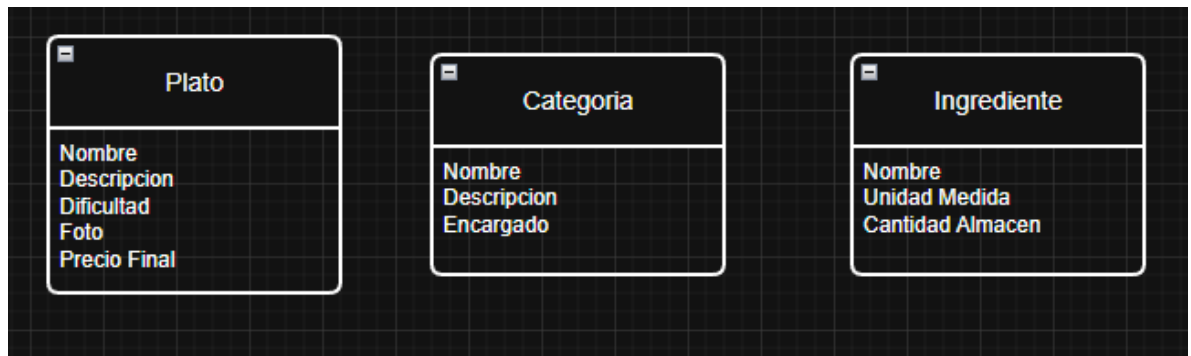 Plato
Nombre
Descripcion
Dificultad
Foto
Precio Final
Categoria
Nombre
Descripcion
Encargado
Ingrediente
Nombre
Unidad Medida
Cantidad Almacen